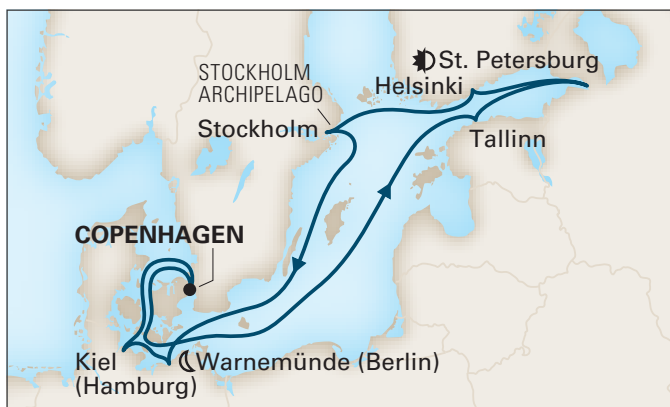 St. Petersburg
STOCKHOLM
ARCHIPELAGO
Helsinki
Stockholm
Tallinn
COPENHAGEN
Kiel
(Hamburg)
Warnemünde (Berlin)